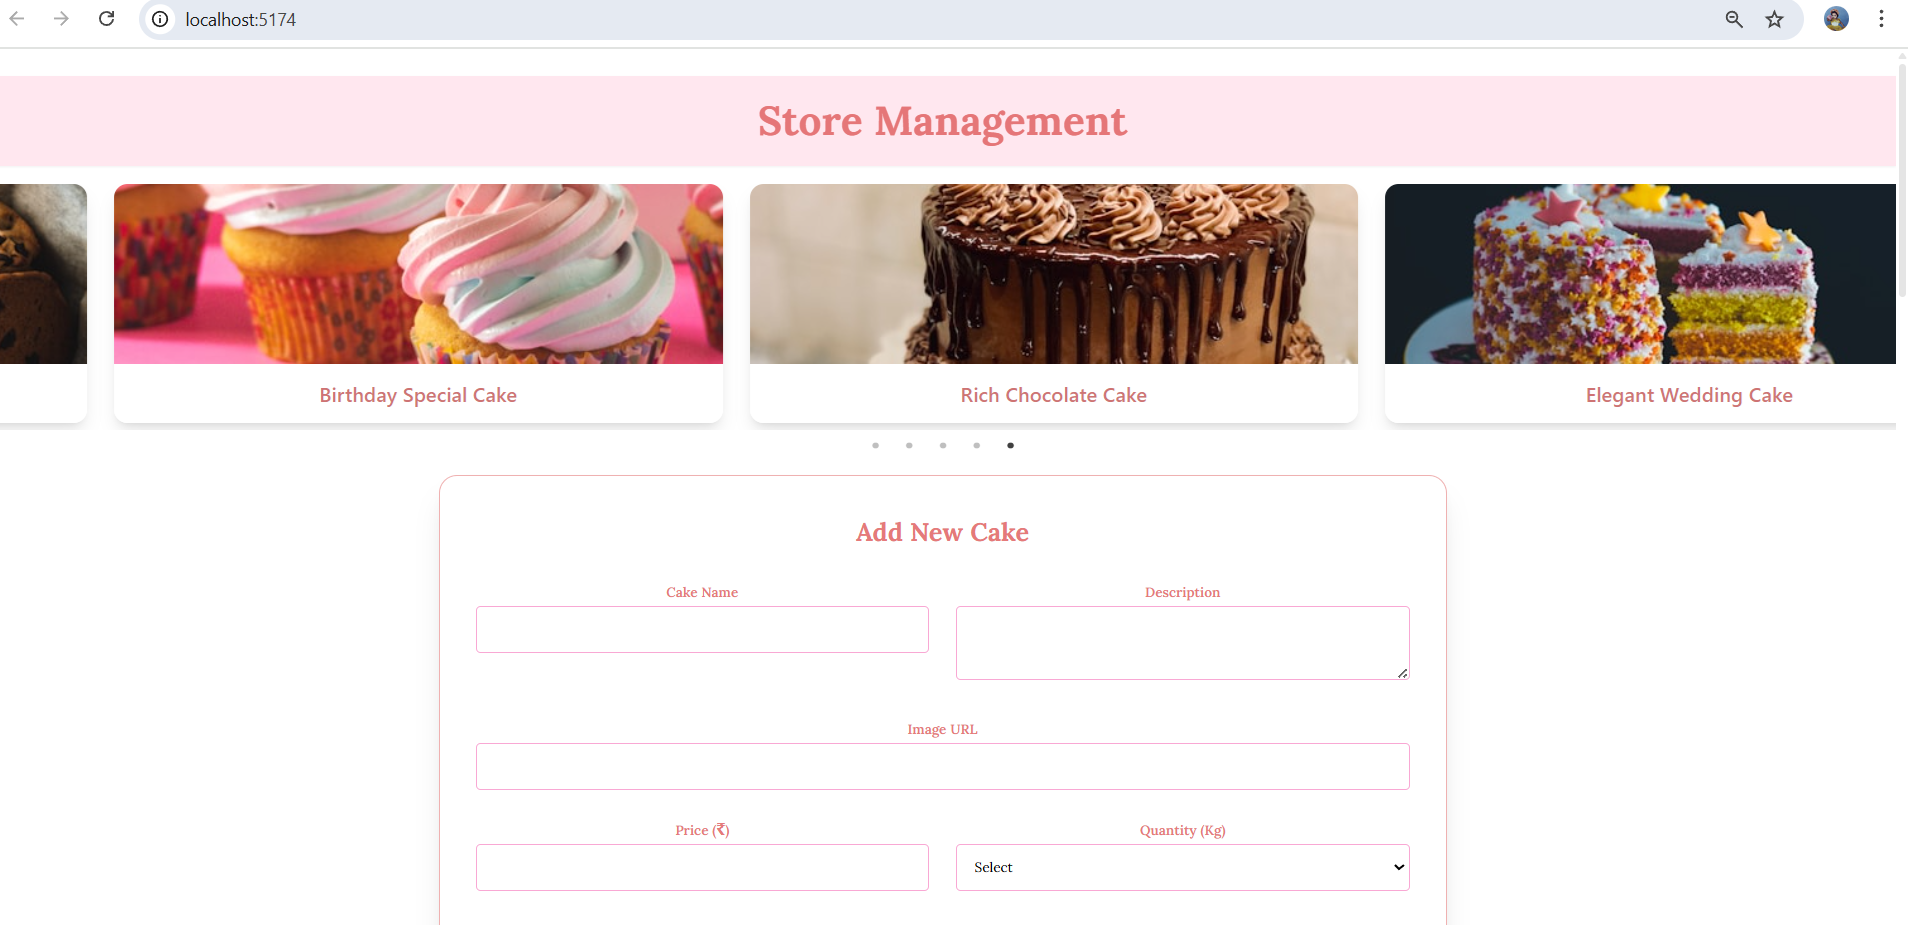 localhost:5174
Store Management
Birthday Special Cake
Rich Chocolate Cake
Elegant Wedding Cake
Add New Cake
Cake Name
Description
Image URL
Price (₹)
Quantity (Kg)
Select